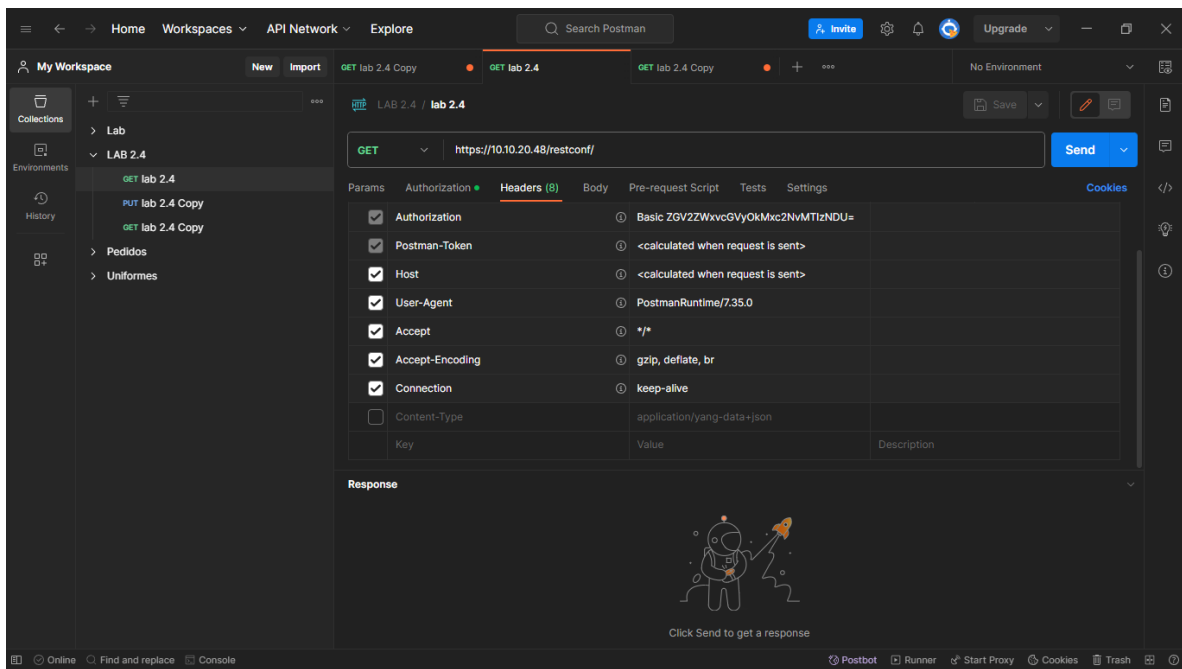 Home Workspaces API Network Explore Search Postman Invite Upgrade
My Workspace New Import GET lab 2.4 Copy GET lab 2.4 GET lab 2.4 Copy No Environment
Collections
Environments
History
Lab
LAB 2.4
GET lab 2.4
PUT lab 2.4 Copy
GET lab 2.4 Copy
Pedidos
Uniformes
HTTP LAB 2.4 / lab 2.4 Save
GET https://10.10.20.48/restconf/ Send
Params Authorization Headers (8) Body Pre-request Script Tests Settings Cookies
Authorization Basic ZGV2ZWxvcGVyOkMxc2NvMTIzNDU=
Postman-Token <calculated when request is sent>
Host <calculated when request is sent>
User-Agent PostmanRuntime/7.35.0
Accept */*
Accept-Encoding gzip, deflate, br
Connection keep-alive
Content-Type application/yang-data+json
Key Value Description
Response
Click Send to get a response
Online Find and replace Console Postbot Runner Start Proxy Cookies Trash